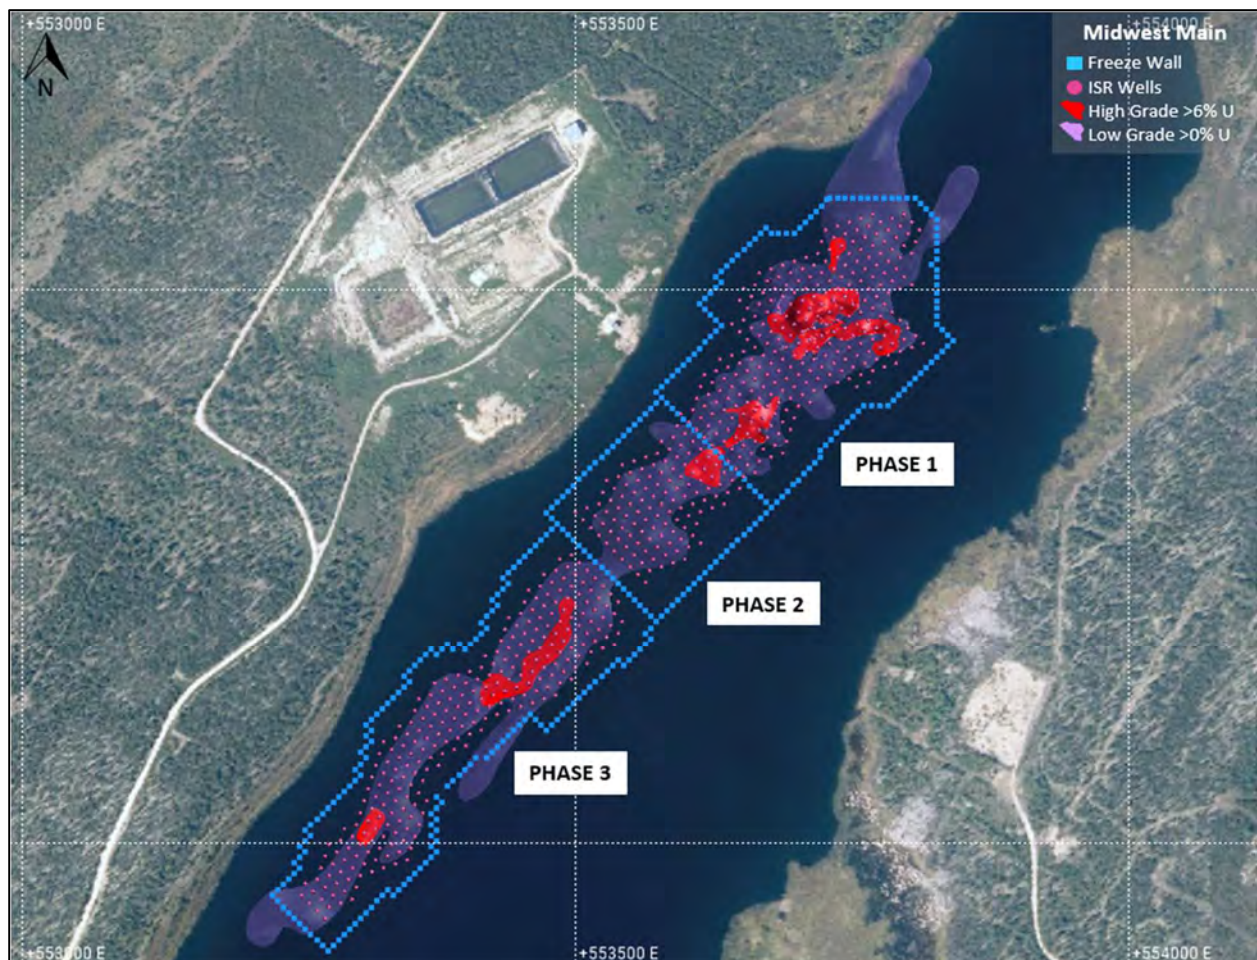 +553000 E
+553500 E
+554000 E
N
Midwest Main
Freeze Wall
ISR Wells
High Grade >6% U
Low Grade >0% U
PHASE 1
PHASE 2
PHASE 3
+553000 E
+553500 E
+554000 E